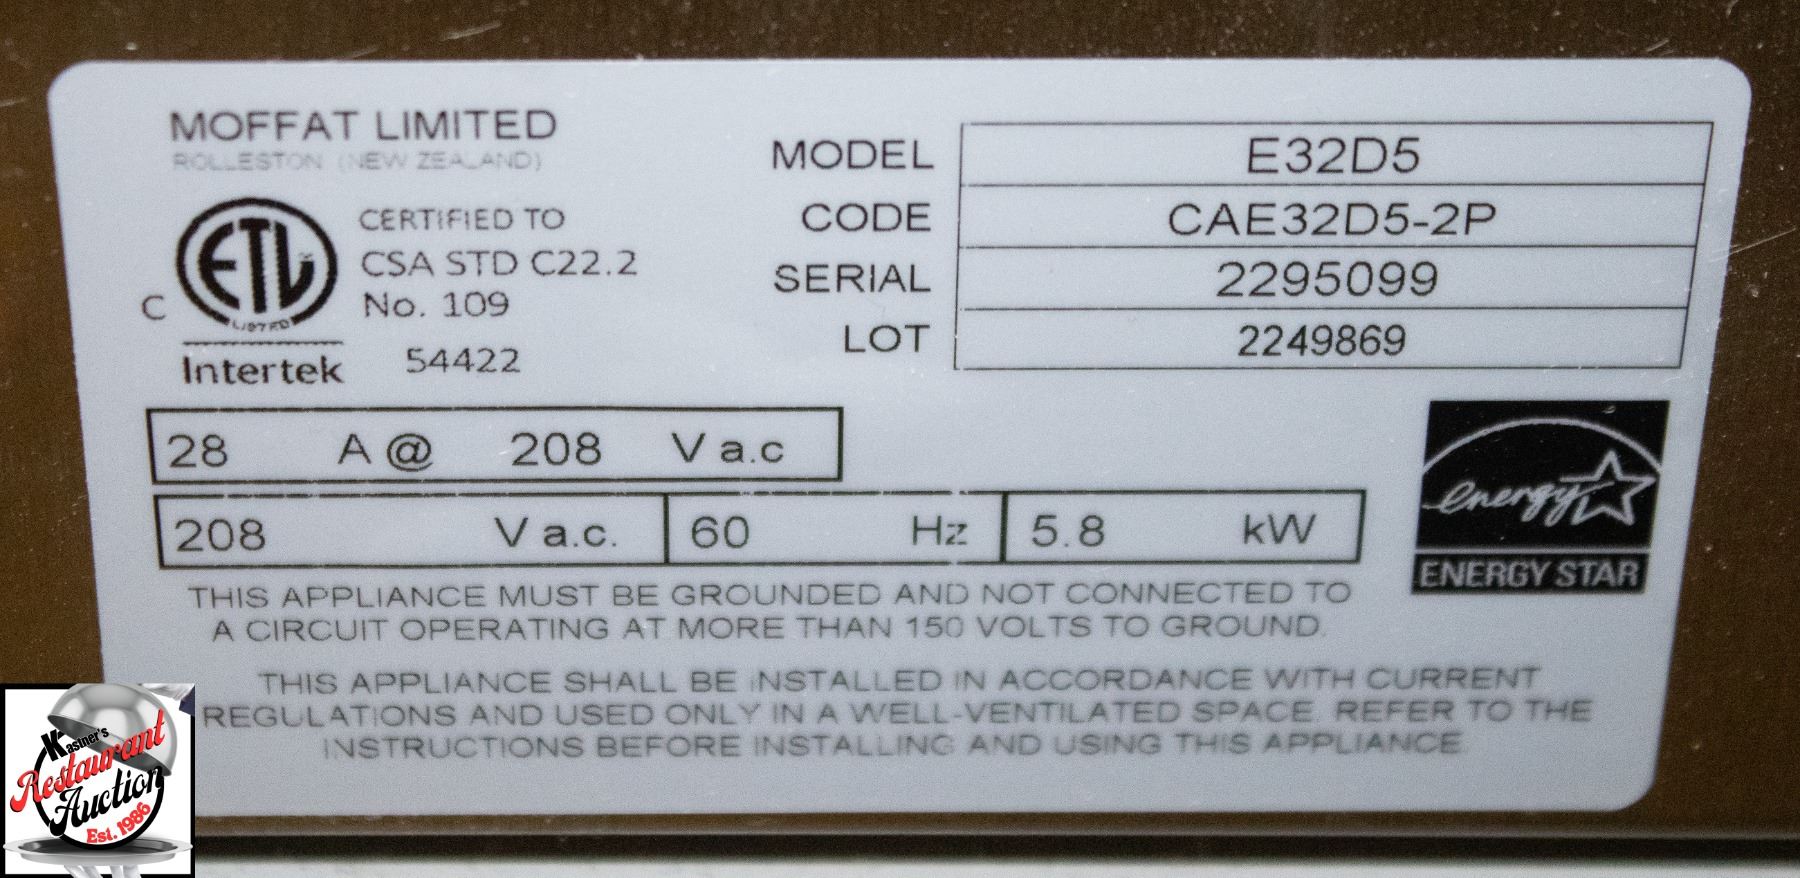 MOFFAT LIMITED
ROLLESTON (NEW ZEALAND)
C
ETL
LISTED
Intertek
CERTIFIED TO
CSA STD C22.2
No. 109
54422
MODEL E32D5
CODE CAE32D5-2P
SERIAL 2295099
LOT 2249869
28 A @ 208 V a.c
208 V a.c. 60 Hz 5.8 kW
energy
ENERGY STAR
THIS APPLIANCE MUST BE GROUNDED AND NOT CONNECTED TO
A CIRCUIT OPERATING AT MORE THAN 150 VOLTS TO GROUND.
THIS APPLIANCE SHALL BE INSTALLED IN ACCORDANCE WITH CURRENT
REGULATIONS AND USED ONLY IN A WELL-VENTILATED SPACE. REFER TO THE
INSTRUCTIONS BEFORE INSTALLING AND USING THIS APPLIANCE.
Kastner's
Restaurant
Auction
Est. 1986